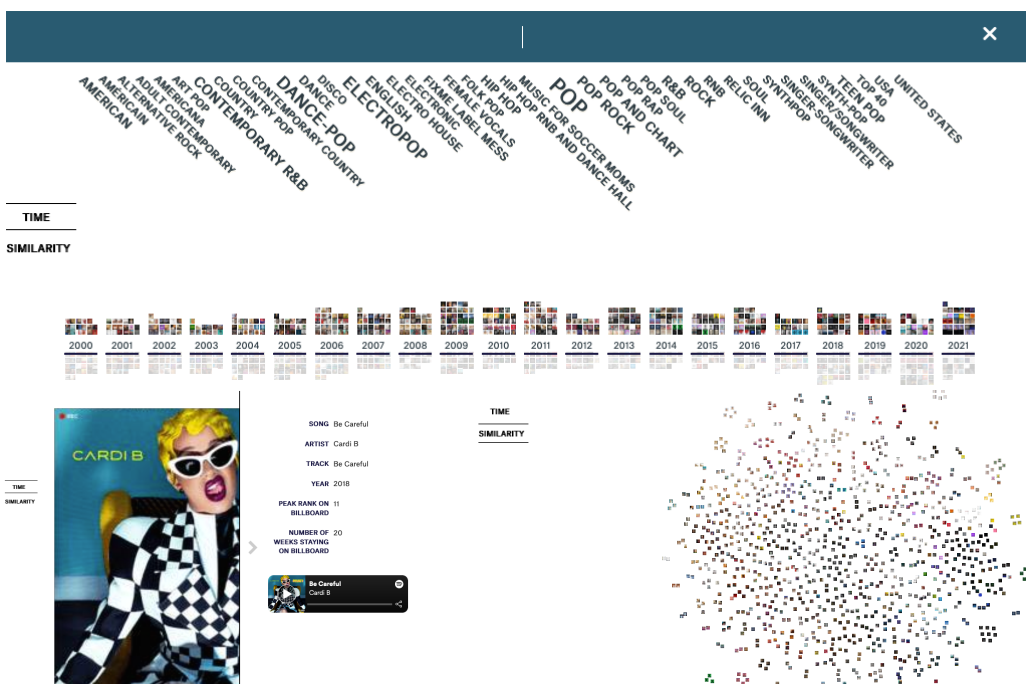 AMERICAN
AMÉRICAIN
ALTERNATIVE ROCK
ADULT CONTEMPORARY
AMERICANA
ART POP
CONTEMPORARY R&B
COUNTRY
COUNTRY POP
CONTEMPORARY COUNTRY
DANCE-POP
DANCE
DISCO
ELECTROPOP
ENGLISH
ELECTRO HOUSE
ELECTRONIC
FIXME LABEL MESS
FEMALE VOCALS
FOLK POP
HIP HOP
HIP HOP RNB AND DANCE HALL
MUSIC FOR SOCCER MOMS
POP
POP ROCK
POP AND CHART
POP RAP
POP SOUL
R&B
ROCK
RNB
RELIC INN
SOUL
SYNTHPOP
SINGER-SONGWRITER
SINGER/SONGWRITER
SYNTH-POP
TEEN POP
TOP 40
USA
UNITED STATES
TIME
SIMILARITY
2000 2001 2002 2003 2004 2005 2006 2007 2008 2009 2010 2011 2012 2013 2014 2015 2016 2017 2018 2019 2020 2021
REC
CARDI B
TIME
SIMILARITY
SONG Be Careful
ARTIST Cardi B
TRACK Be Careful
YEAR 2018
PEAK RANK ON 11
BILLBOARD
NUMBER OF 20
WEEKS STAYING
ON BILLBOARD
Be Careful
Cardi B
TIME
SIMILARITY